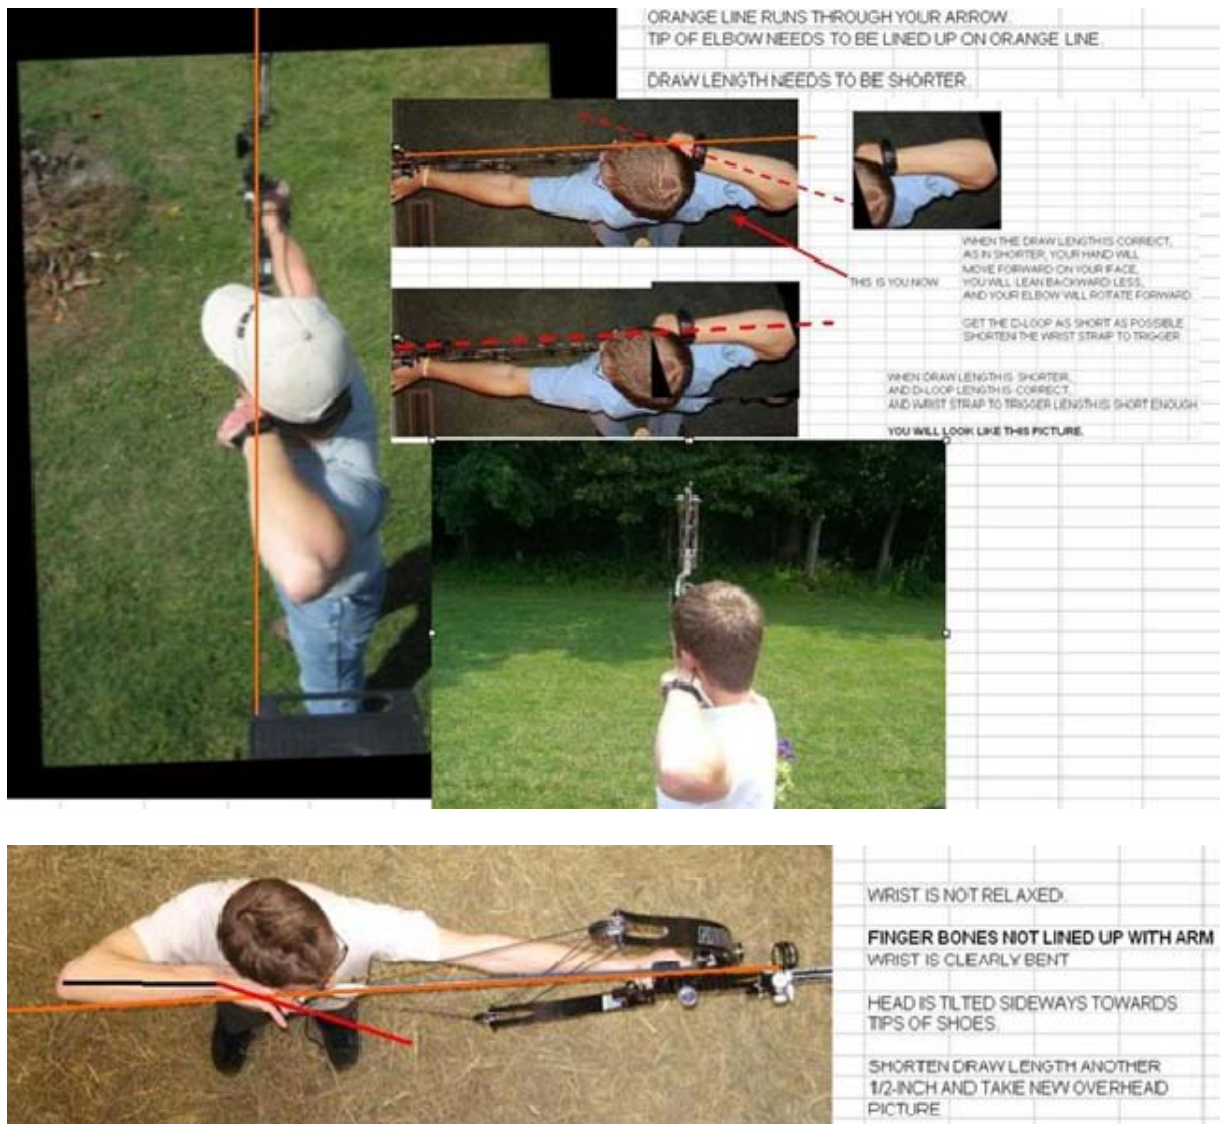 ORANGE LINE RUNS THROUGH YOUR ARROW.
TIP OF ELBOW NEEDS TO BE LINED UP ON ORANGE LINE.
DRAW LENGTH NEEDS TO BE SHORTER.
WHEN THE DRAW LENGTH IS CORRECT,
AS IN SHORTER, YOUR HAND WILL
MOVE FORWARD ON YOUR FACE,
THIS IS YOU NOW
YOU WILL LEAN BACKWARD LESS,
AND YOUR ELBOW WILL ROTATE FORWARD.
GET THE D-LOOP AS SHORT AS POSSIBLE
SHORTEN THE WRIST STRAP TO TRIGGER.
WHEN DRAW LENGTH IS SHORTER,
AND D-LOOP LENGTH IS CORRECT,
AND WRIST STRAP TO TRIGGER LENGTH IS SHORT ENOUGH
YOU WILL LOOK LIKE THIS PICTURE.
WRIST IS NOT RELAXED.
FINGER BONES NOT LINED UP WITH ARM
WRIST IS CLEARLY BENT
HEAD IS TILTED SIDEWAYS TOWARDS
TIPS OF SHOES.
SHORTEN DRAW LENGTH ANOTHER
1/2-INCH AND TAKE NEW OVERHEAD
PICTURE